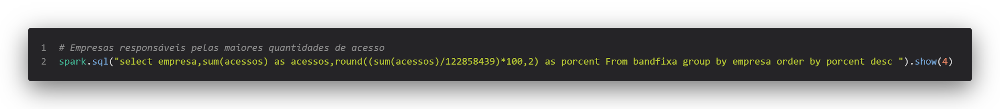 1 # Empresas responsáveis pelas maiores quantidades de acesso
2 spark.sql("select empresa,sum(acessos) as acessos,round((sum(acessos)/122858439)*100,2) as porcent From bandfixa group by empresa order by porcent desc ").show(4)